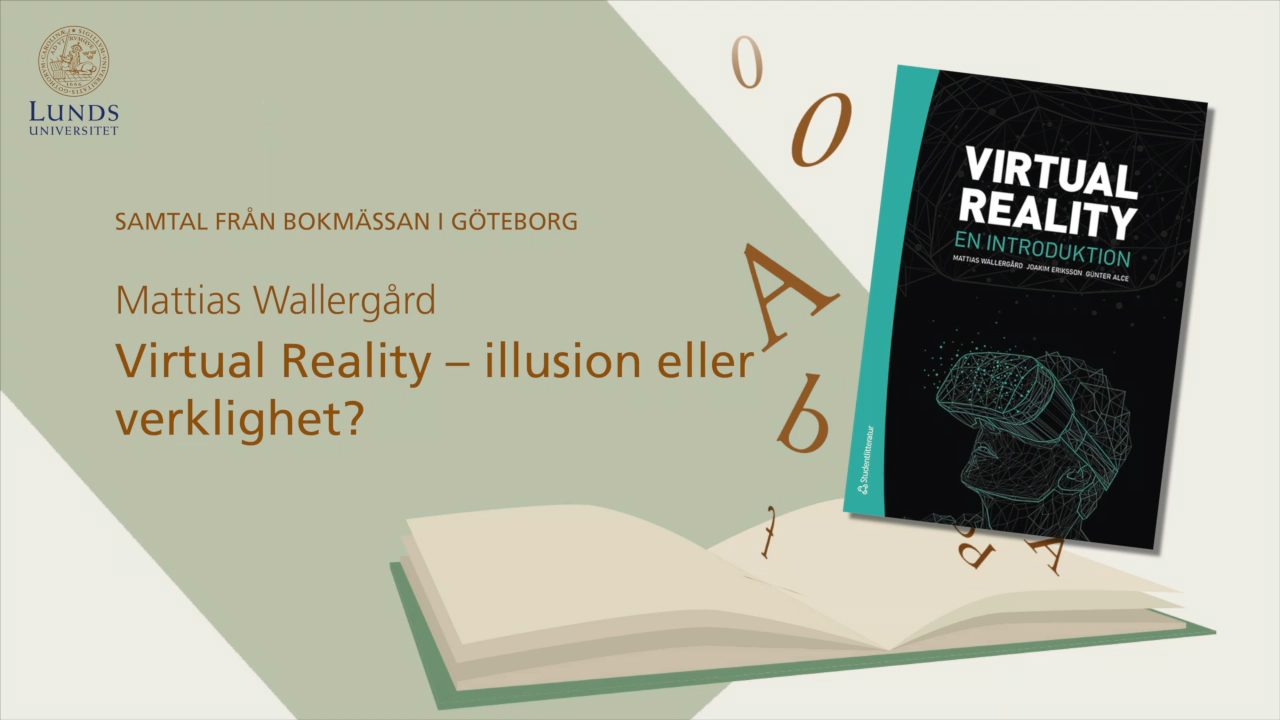 LUNDS
UNIVERSITET
SAMTAL FRÅN BOKMÄSSAN I GÖTEBORG
Mattias Wallergård
Virtual Reality – illusion eller
verklighet?
0
O
A
b
f
d
A
VIRTUAL
REALITY
EN INTRODUKTION
MATTIAS WALLERGÅRD JOAKIM ERIKSSON GÜNTER ALCE
Studentlitteratur